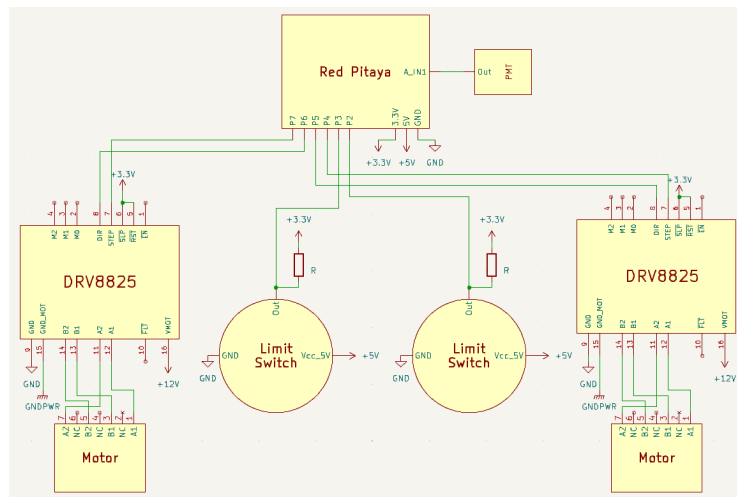 Red Pitaya
A_IN1
Out
PMT
P7
P6
P5
P4
P3
P2
3.3V
5V
GND
+3.3V
+5V
GND
+3.3V
4
3
2
8
7
6
5
1
M2
M1
M0
DIR
STEP
SLP
RST
EN
DRV8825
GND
GND_MOT
B2
B1
A2
A1
FLT
VMOT
9
15
14
13
11
12
10
16
GND
GNDPWR
+12V
7
6
5
4
3
2
1
A2
NC
B2
NC
B1
NC
A1
Motor
+3.3V
R
Out
GND
Limit
Switch
Vcc_5V
+5V
GND
+3.3V
R
Out
GND
Limit
Switch
Vcc_5V
+5V
GND
+3.3V
4
3
2
8
7
6
5
1
M2
M1
M0
DIR
STEP
SLP
RST
EN
DRV8825
GND
GND_MOT
B2
B1
A2
A1
FLT
VMOT
9
15
14
13
11
12
10
16
GND
GNDPWR
+12V
7
6
5
4
3
2
1
A2
NC
B2
NC
B1
NC
A1
Motor